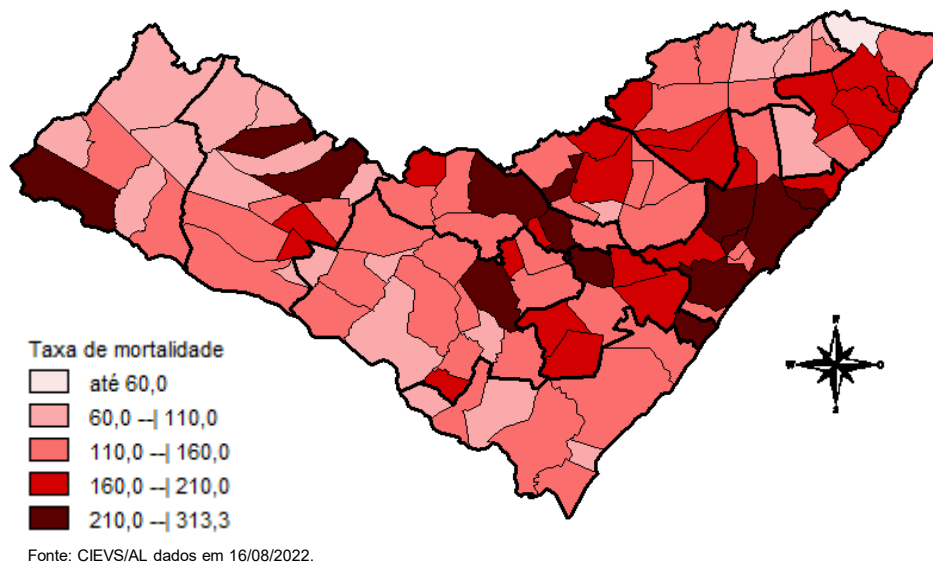 Taxa de mortalidade
até 60,0
60,0 --| 110,0
110,0 --| 160,0
160,0 --| 210,0
210,0 --| 313,3
Fonte: CIEVS/AL dados em 16/08/2022.
N
W
O
S